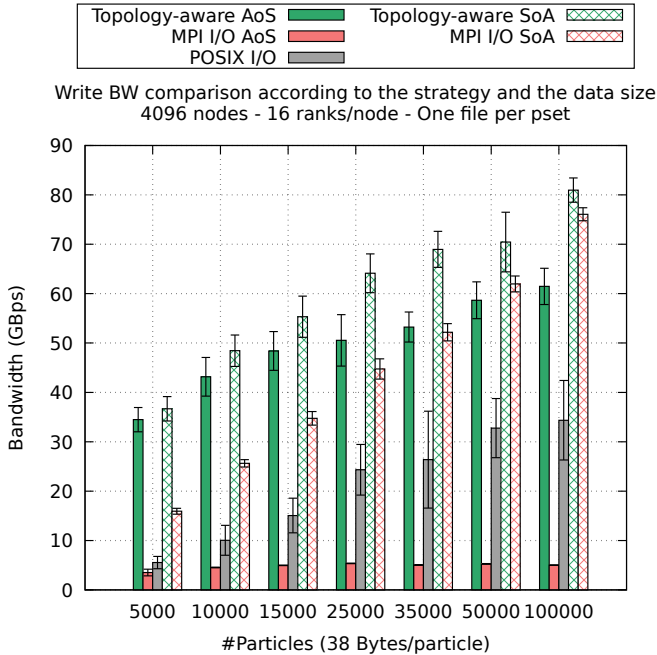 Topology-aware AoS
MPI I/O AoS
POSIX I/O
Topology-aware SoA
MPI I/O SoA
Write BW comparison according to the strategy and the data size
4096 nodes - 16 ranks/node - One file per pset
Bandwidth (GBps)
90
80
70
60
50
40
30
20
10
0
5000 10000 15000 25000 35000 50000 100000
#Particles (38 Bytes/particle)